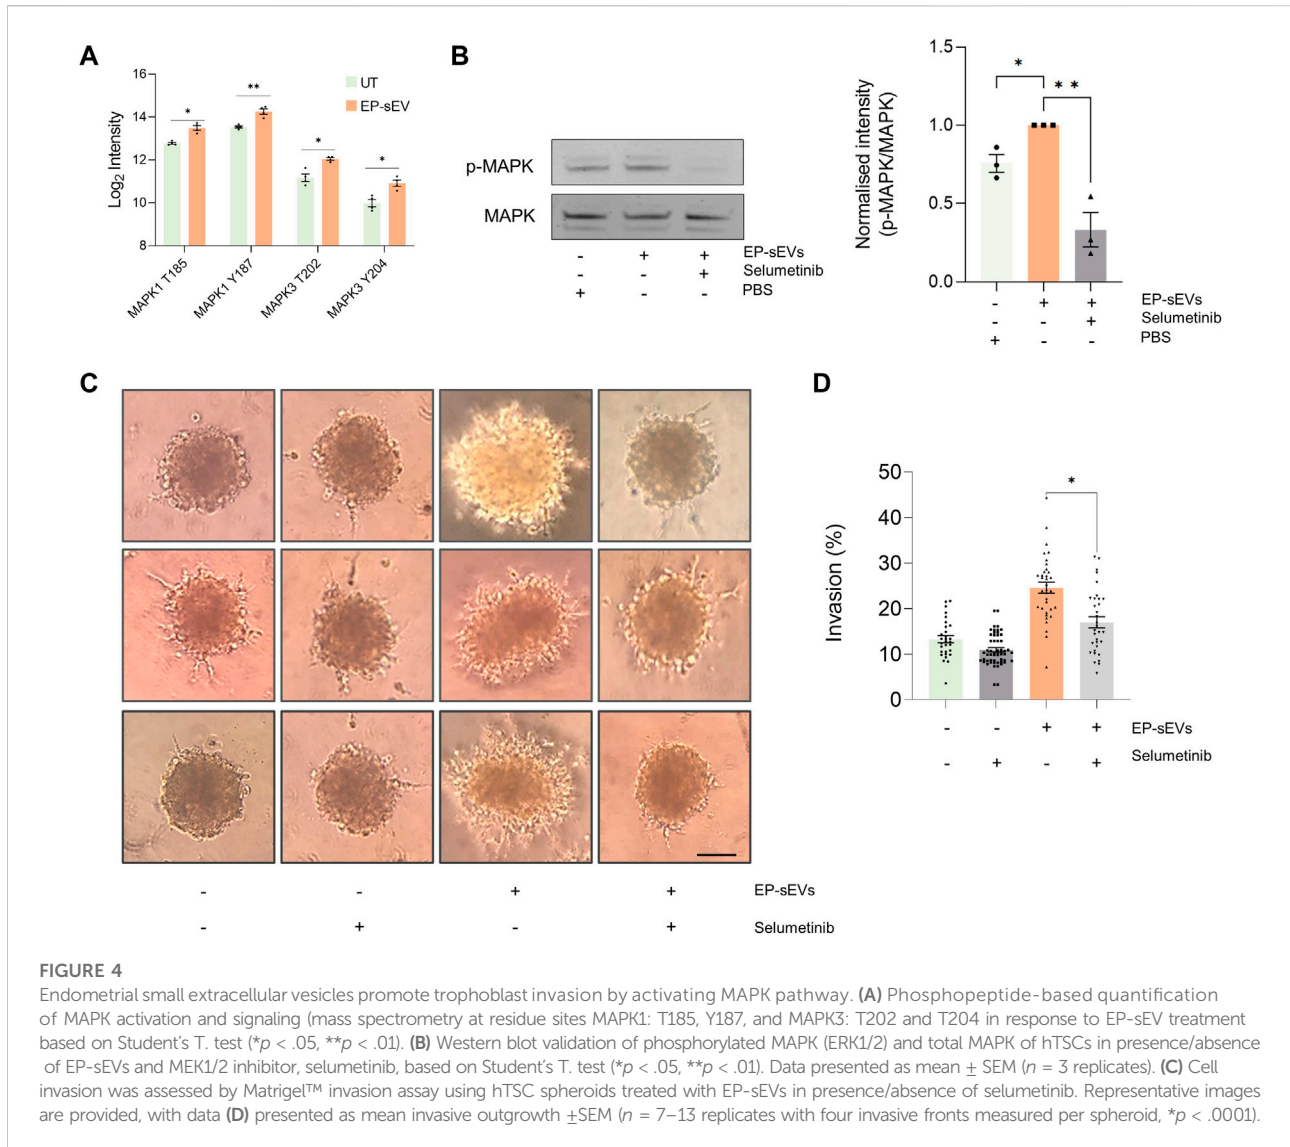 A
16
14
12
10
8
Log2 Intensity
UT
EP-sEV
*
**
*
*
MAPK1 T185
MAPK1 Y187
MAPK3 T202
MAPK3 Y204
B
p-MAPK
MAPK
- + + EP-sEVs
- - + Selumetinib
+ - - PBS
1.5
1.0
0.5
0.0
Normalised intensity
(p-MAPK/MAPK)
*
**
- + + EP-sEVs
- - + Selumetinib
+ - - PBS
C
- - + + EP-sEVs
- + - + Selumetinib
D
50
40
30
20
10
0
Invasion (%)
*
- - + + EP-sEVs
- + - + Selumetinib
FIGURE 4
Endometrial small extracellular vesicles promote trophoblast invasion by activating MAPK pathway. (A) Phosphopeptide-based quantification
of MAPK activation and signaling (mass spectrometry at residue sites MAPK1: T185, Y187, and MAPK3: T202 and T204 in response to EP-sEV treatment
based on Student's T. test (*p < .05, **p < .01). (B) Western blot validation of phosphorylated MAPK (ERK1/2) and total MAPK of hTSCs in presence/absence
of EP-sEVs and MEK1/2 inhibitor, selumetinib, based on Student's T. test (*p < .05, **p < .01). Data presented as mean ± SEM (n = 3 replicates). (C) Cell
invasion was assessed by Matrigel™ invasion assay using hTSC spheroids treated with EP-sEVs in presence/absence of selumetinib. Representative images
are provided, with data (D) presented as mean invasive outgrowth ±SEM (n = 7–13 replicates with four invasive fronts measured per spheroid, *p < .0001).